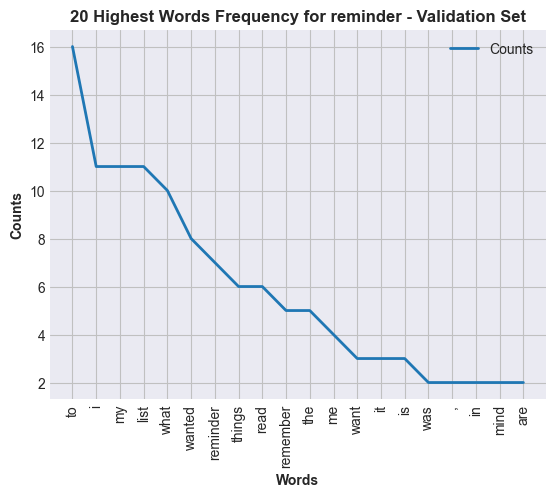 20 Highest Words Frequency for reminder - Validation Set
Counts
16
14
12
10
8
6
4
2
Counts
to
i
my
list
what
wanted
reminder
things
read
remember
the
me
want
it
is
was
,
in
mind
are
Words